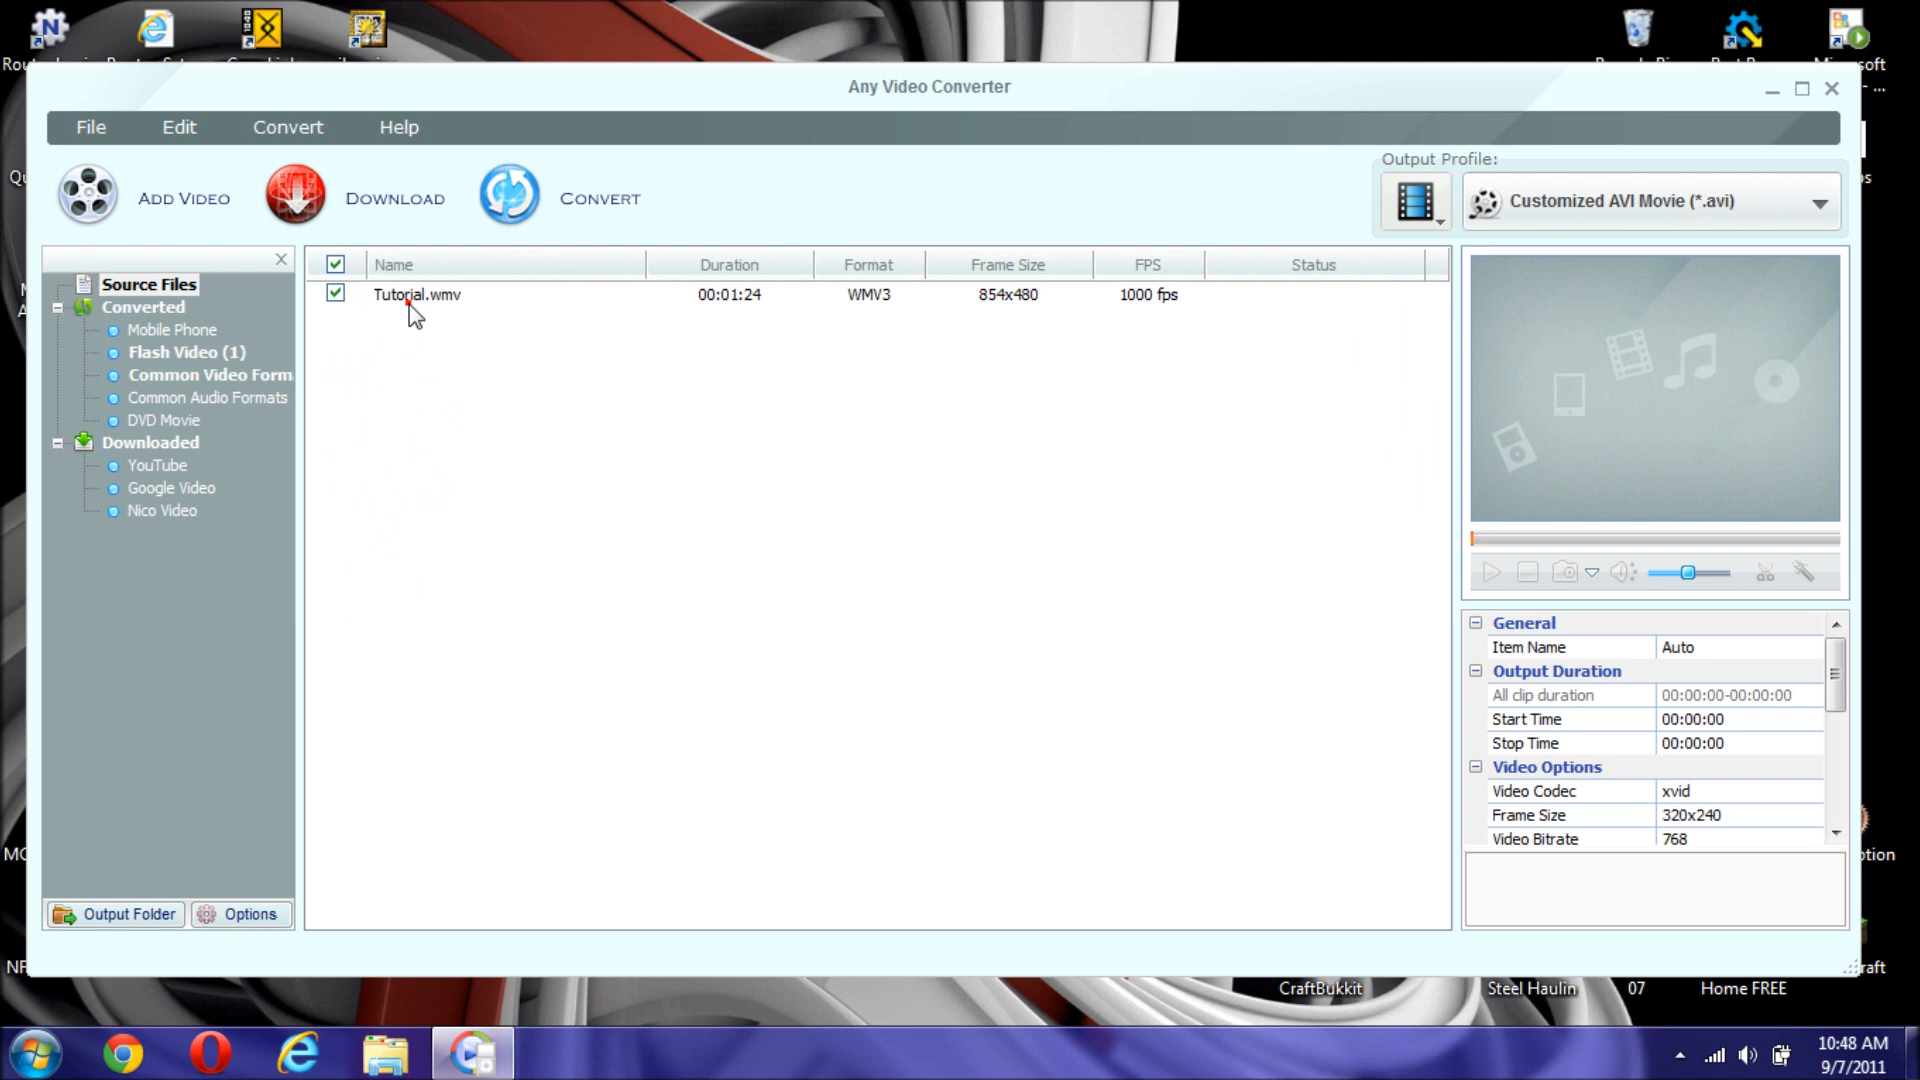 Any Video Converter
File Edit Convert Help
Output Profile:
ADD VIDEO DOWNLOAD CONVERT
Customized AVI Movie (*.avi)
Name Duration Format Frame Size FPS Status
Tutorial.wmv 00:01:24 WMV3 854x480 1000 fps
Source Files
Converted
Mobile Phone
Flash Video (1)
Common Video Form
Common Audio Formats
DVD Movie
Downloaded
YouTube
Google Video
Nico Video
Output Folder Options
General
Item Name Auto
Output Duration
All clip duration 00:00:00-00:00:00
Start Time 00:00:00
Stop Time 00:00:00
Video Options
Video Codec xvid
Frame Size 320x240
Video Bitrate 768
CraftBukkit Steel Haulin 07 Home FREE
10:48 AM
9/7/2011